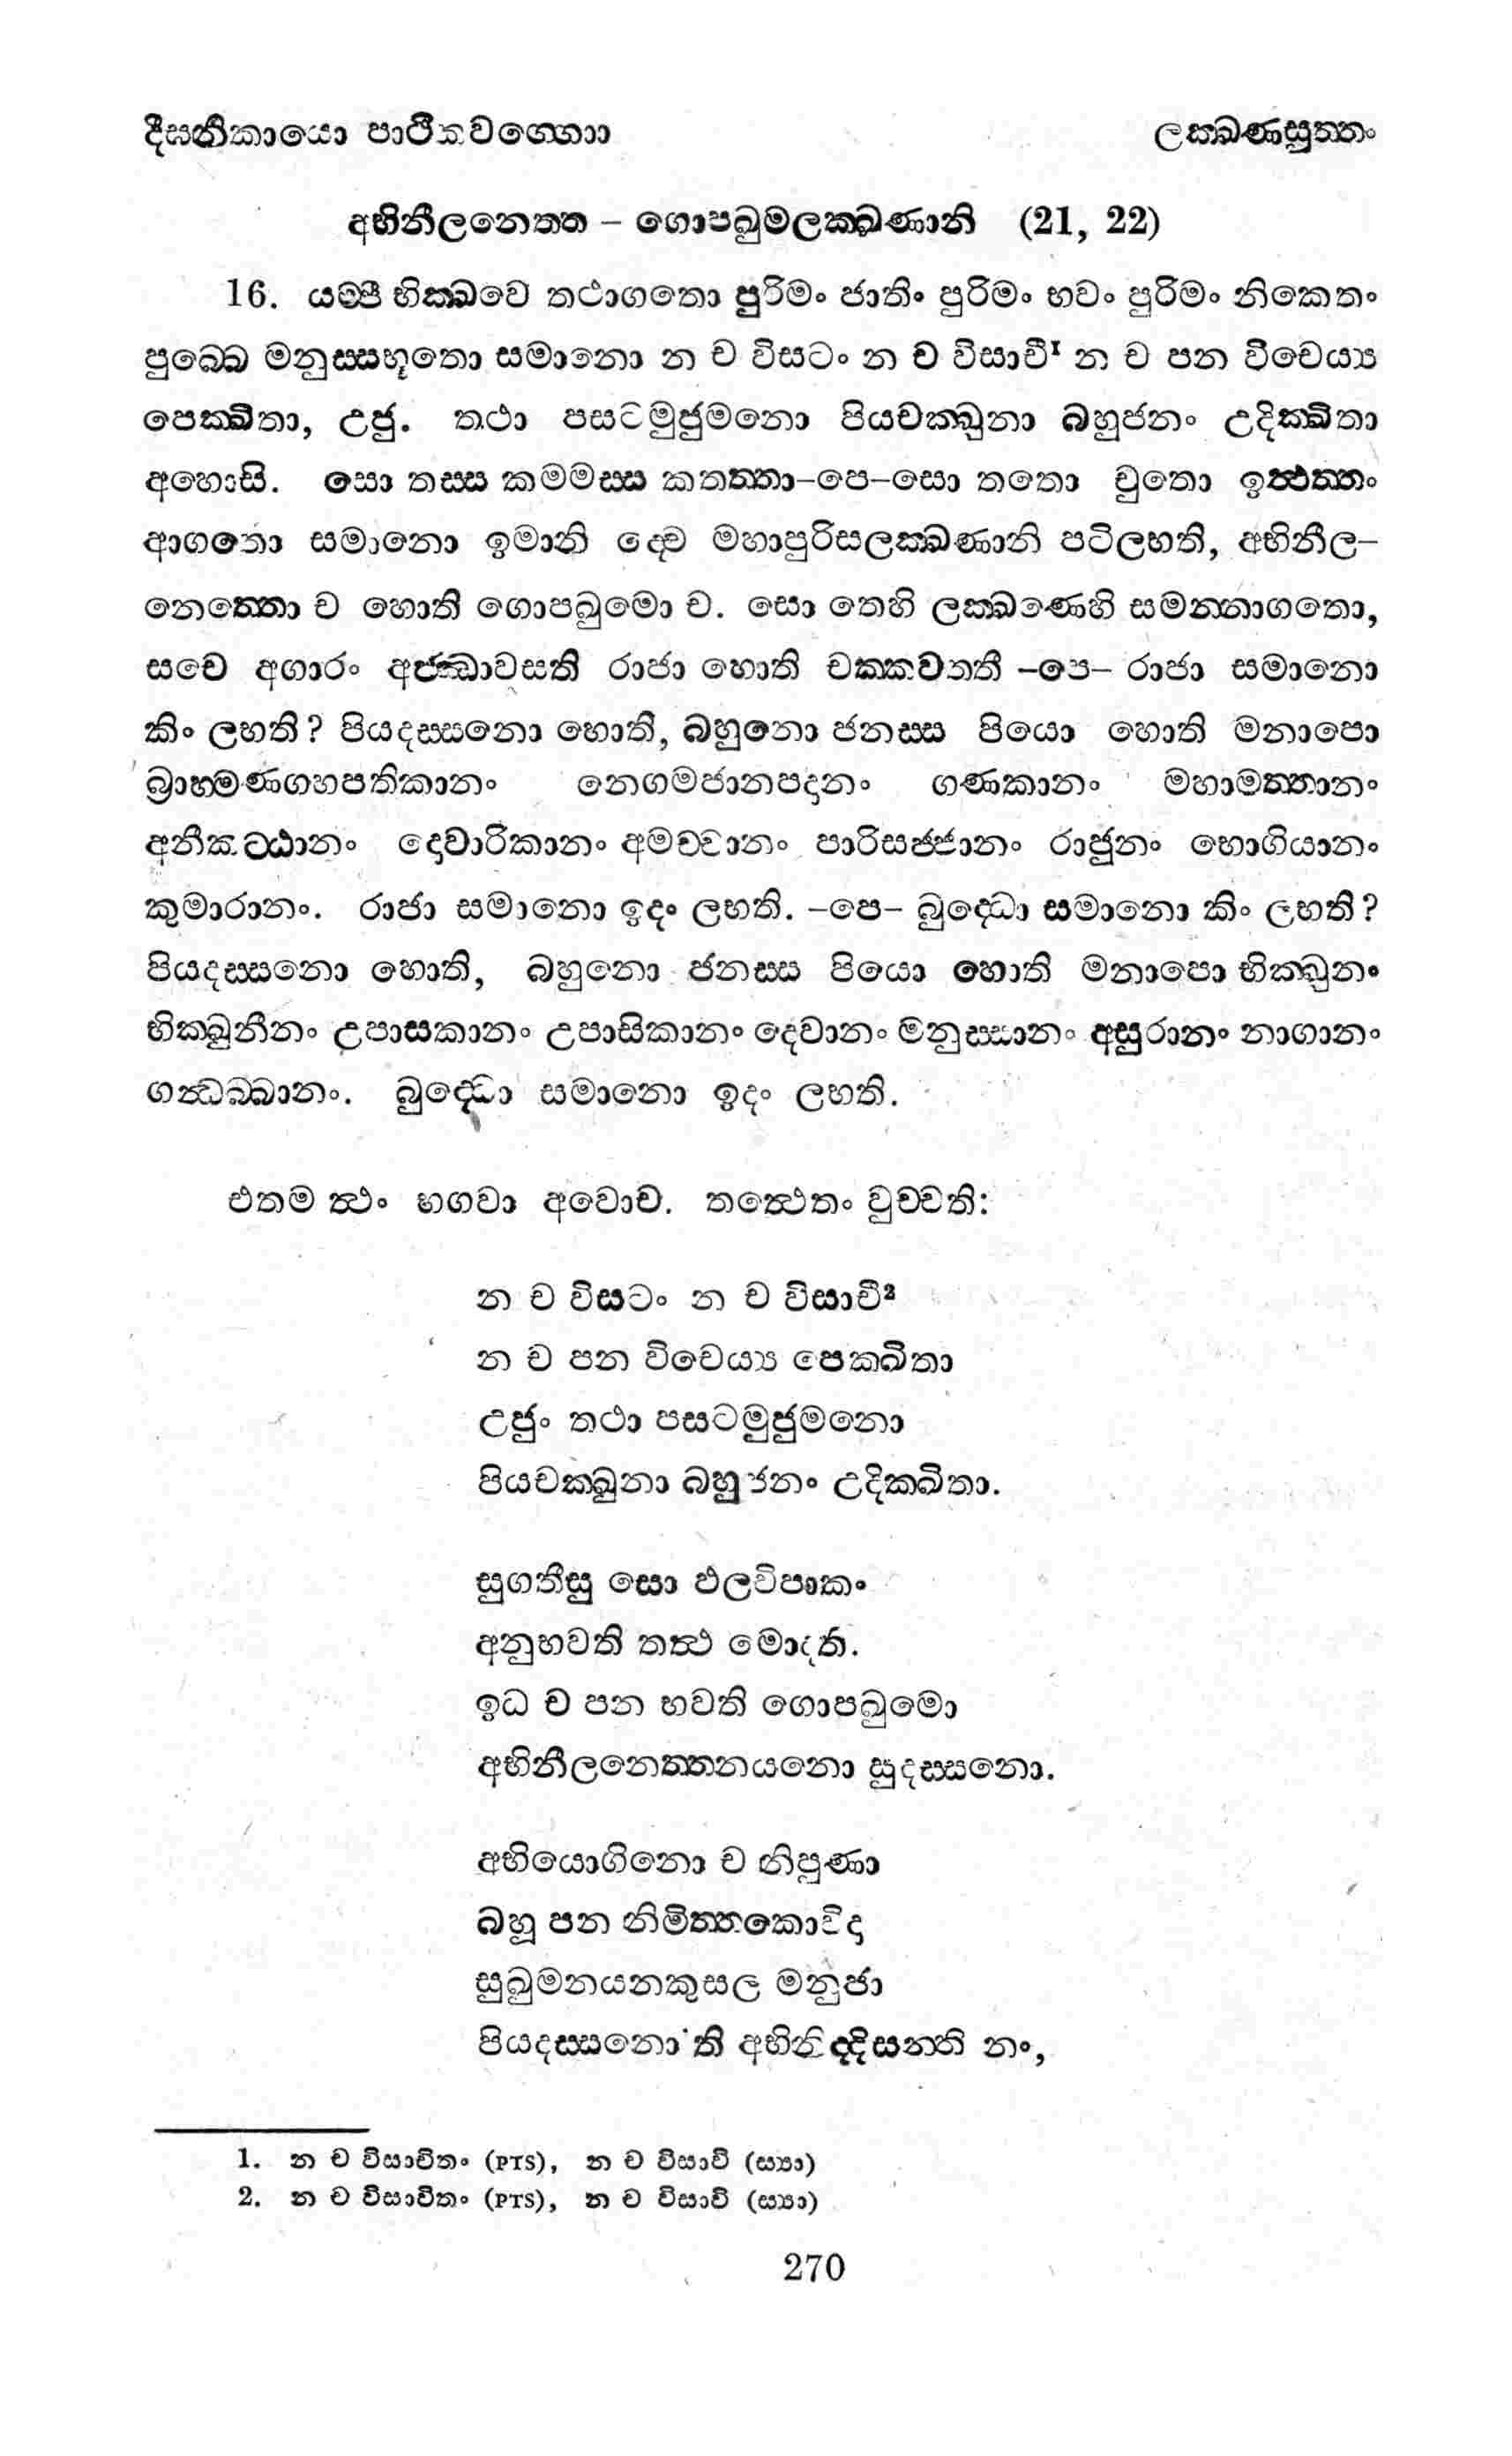 දීඝනිකායො පාථිකවග්ගොා ලක්ඛණසුත්තං
අභිනීලනෙත්ත – ගොපඛුමලක්ඛණානි (21, 22)
16. යම්පි භික්ඛවෙ තථාගතො පුරිමං ජාතිං පුරිමං භවං පුරිමං නිකෙතං
පුබ්බෙ මනුස්සභූතො සමානො න ච විසටං න ච විසාචී¹ න ච පන විචෙය්‍ය
පෙක්ඛිතා, උජු. තථා පසටමුජුමනො පියචක්ඛුනා බහුජනං උදික්ඛිතා
අහොසි. සො තස්ස කම්මස්ස කතත්තා–පෙ–සො තතො චුතො ඉත්ථත්තං
ආගතො සමානො ඉමානි ද්වෙ මහාපුරිසලක්ඛණානි පටිලභති, අභිනීල–
නෙත්තො ච හොති ගොපඛුමො ච. සො තෙහි ලක්ඛණෙහි සමන්නාගතො,
සචෙ අගාරං අජ්ඣාවසති රාජා හොති චක්කවත්තී –පෙ– රාජා සමානො
කිං ලභති? පියදස්සනො හොති, බහුනො ජනස්ස පියො හොති මනාපො
බ්‍රාහ්මණගහපතිකානං නෙගමජානපදානං ගණකානං මහාමත්තානං
අනීකට්ඨානං දොවාරිකානං අමච්චානං පාරිසජ්ජානං රාජූනං භොගියානං
කුමාරානං. රාජා සමානො ඉදං ලභති. –පෙ– බුද්ධො සමානො කිං ලභති?
පියදස්සනො හොති, බහුනො ජනස්ස පියො හොති මනාපො භික්ඛුනං
භික්ඛුනීනං උපාසකානං උපාසිකානං දෙවානං මනුස්සානං අසුරානං නාගානං
ගන්ධබ්බානං. බුද්ධො සමානො ඉදං ලභති.
එතමත්ථං භගවා අවොච. තත්ථෙතං වුච්චති:
න ච විසටං න ච විසාචී²
න ච පන විචෙය්‍ය පෙක්ඛිතා
උජුං තථා පසටමුජුමනො
පියචක්ඛුනා බහුජනං උදික්ඛිතා.
සුගතීසු සො ඵලවිපාකං
අනුභවති තත්ථ මොදති.
ඉධ ච පන භවති ගොපඛුමො
අභිනීලනෙත්තනයනො සුදස්සනො.
අභියොගිනො ච නිපුණා
බහූ පන නිමිත්තකොවිදා
සුඛුමනයනකුසල මනුජා
පියදස්සනො'ති අභිනිද්දිසන්ති නං,
1. න ච විසාචිතං (PTS), න ච විසාවි (ස්‍යා)
2. න ච විසාවිතං (PTS), න ච විසාවි (ස්‍යා)
270